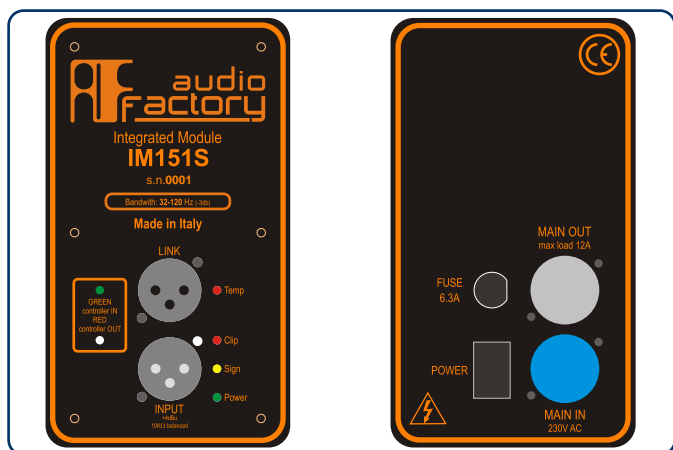 audio
factory
Integrated Module
IM151S
s.n.0001
Bandwith: 32-120 Hz (-3db)
Made in Italy
LINK
GREEN
controller IN
RED
controller OUT
Temp
Clip
Sign
Power
INPUT
+4dBu
10KΩ balanced
CE
MAIN OUT
max load 12A
FUSE
6.3A
POWER
MAIN IN
230V AC